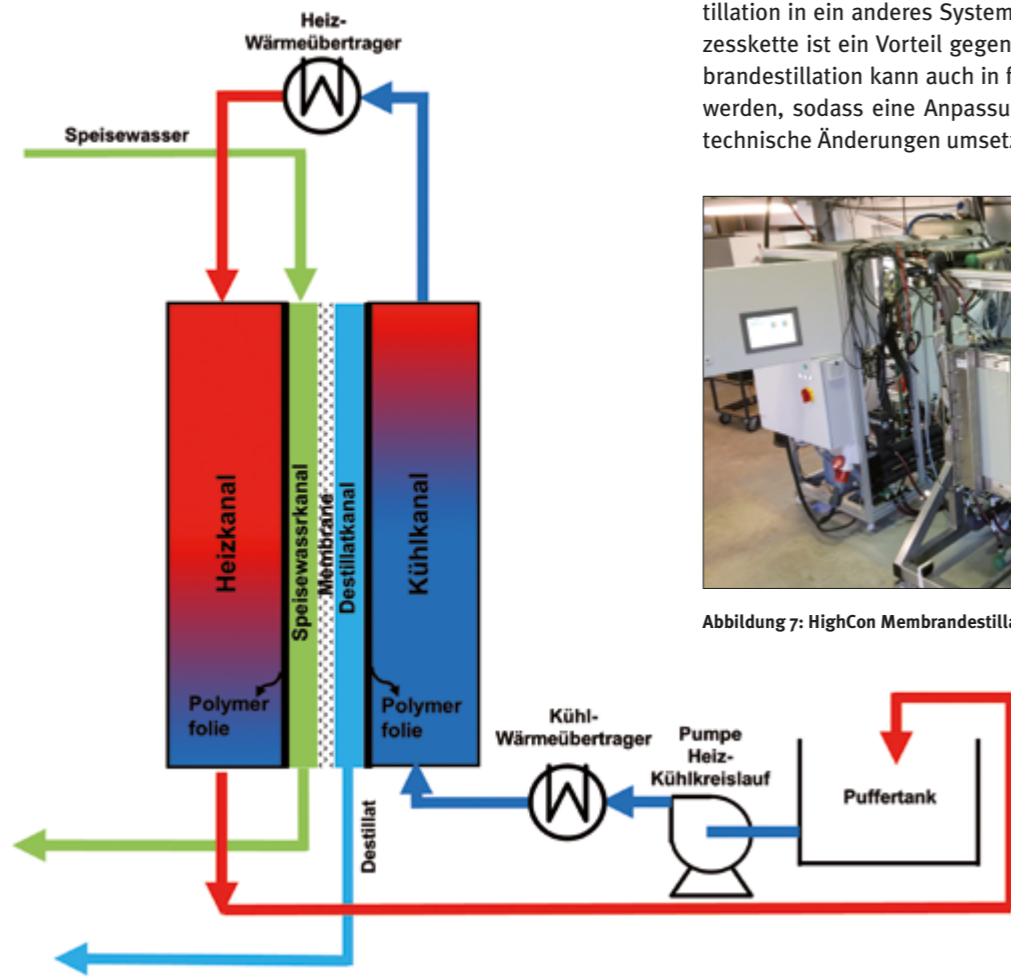 Heiz-
Wärmeübertrager
Speisewasser
Heizkanal
Speisewassrkanal
Membrane
Destillatkanal
Kühlkanal
Polymer
folie
Polymer
folie
Destillat
Kühl-
Wärmeübertrager
Pumpe
Heiz-
Kühlkreislauf
Puffertank
tillation in ein anderes System
zesskette ist ein Vorteil gegen
brandestillation kann auch in f
werden, sodass eine Anpassu
technische Änderungen umsetz
Abbildung 7: HighCon Membrandestilla